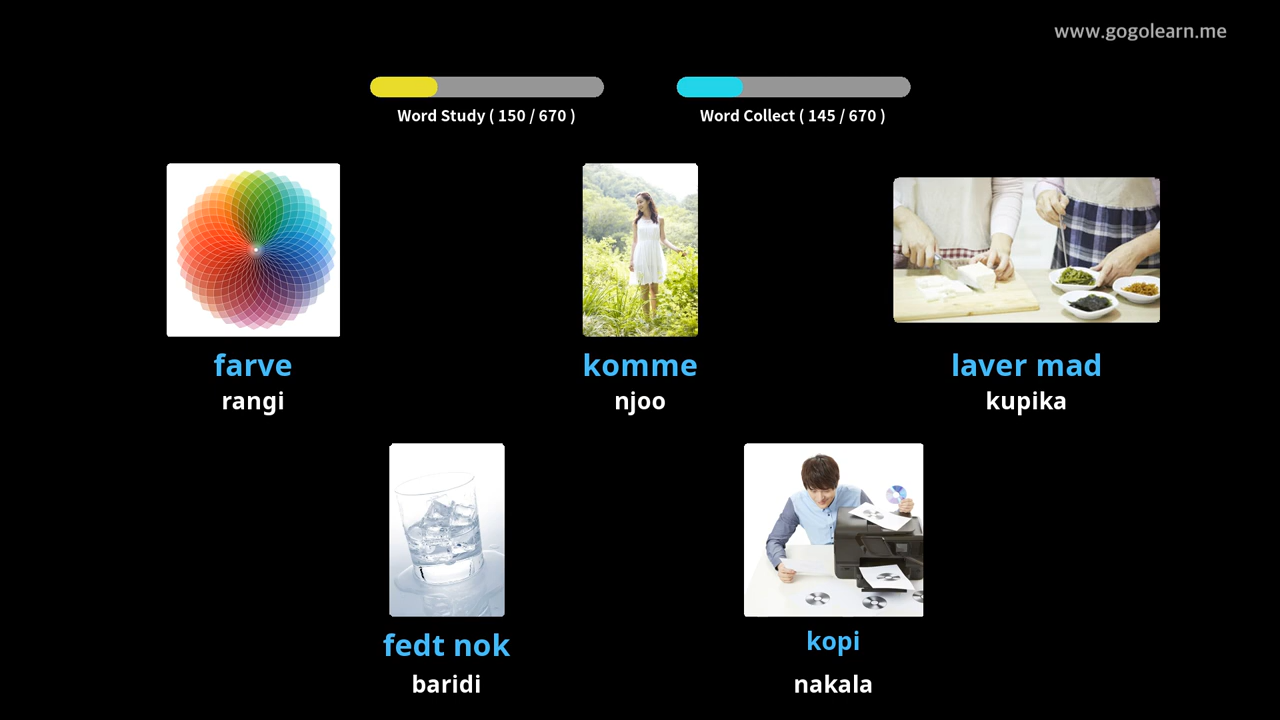 www.gogolearn.me
Word Study ( 150 / 670 )
Word Collect ( 145 / 670 )
farve
rangi
komme
njoo
laver mad
kupika
fedt nok
baridi
kopi
nakala